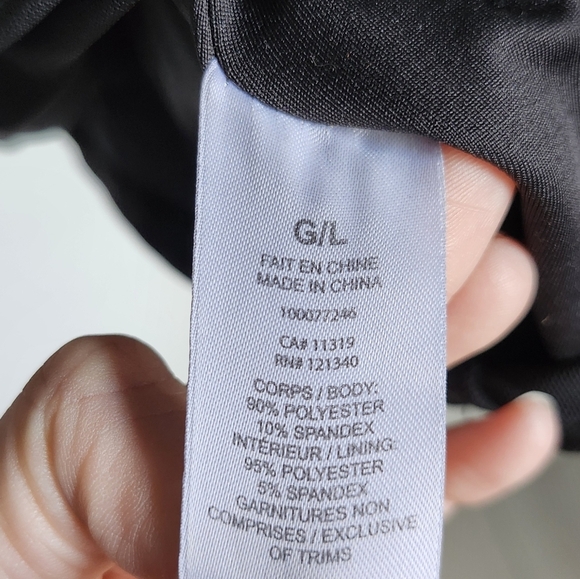 G/L
FAIT EN CHINE
MADE IN CHINA
100077246
CA# 11319
RN# 121340
CORPS / BODY:
90% POLYESTER
10% SPANDEX
INTÉRIEUR / LINING:
95% POLYESTER
5% SPANDEX
GARNITURES NON
COMPRISES / EXCLUSIVE
OF TRIMS